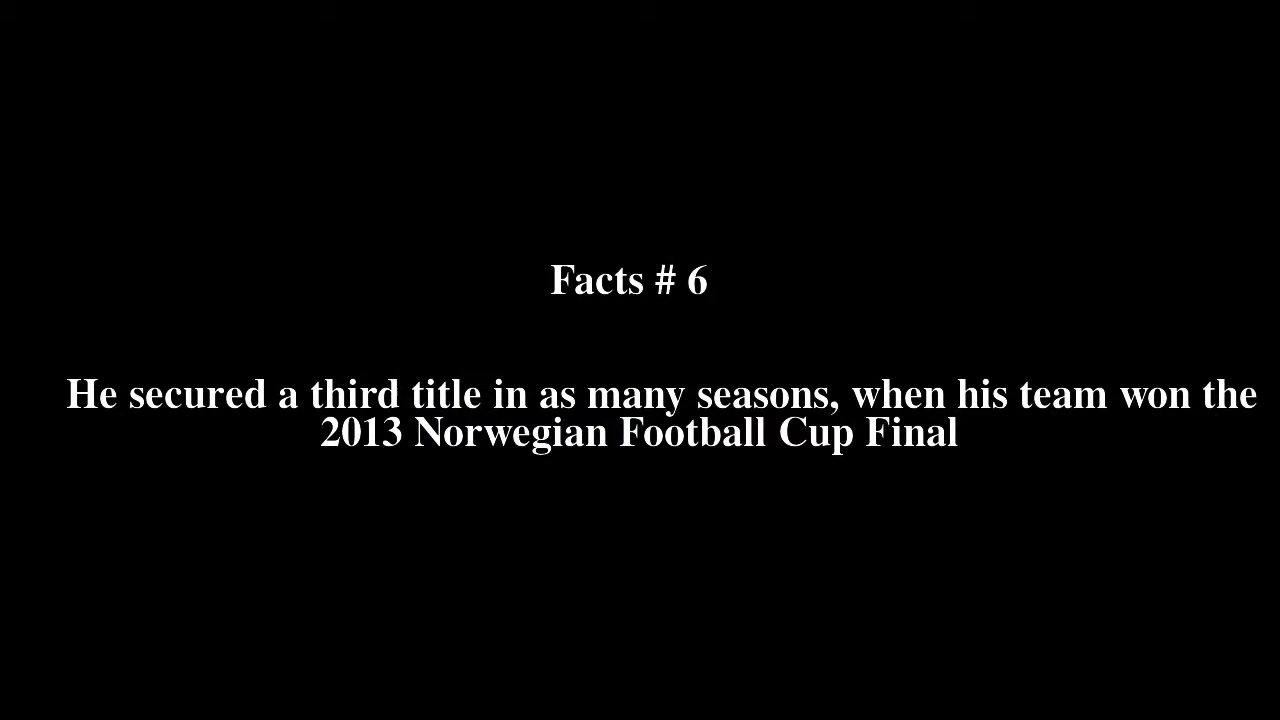 Facts # 6
He secured a third title in as many seasons, when his team won the
2013 Norwegian Football Cup Final